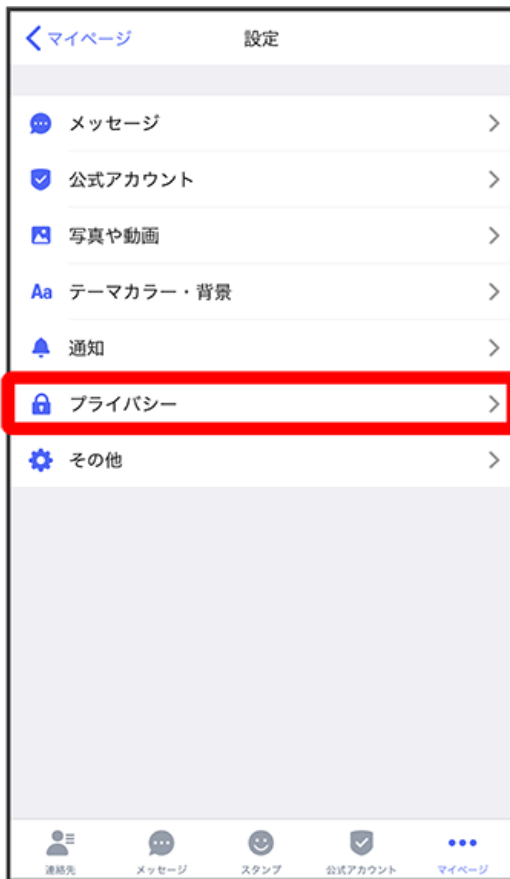 マイページ 設定
メッセージ
公式アカウント
写真や動画
Aa テーマカラー・背景
通知
プライバシー
その他
連絡先 メッセージ スタンプ 公式アカウント マイページ